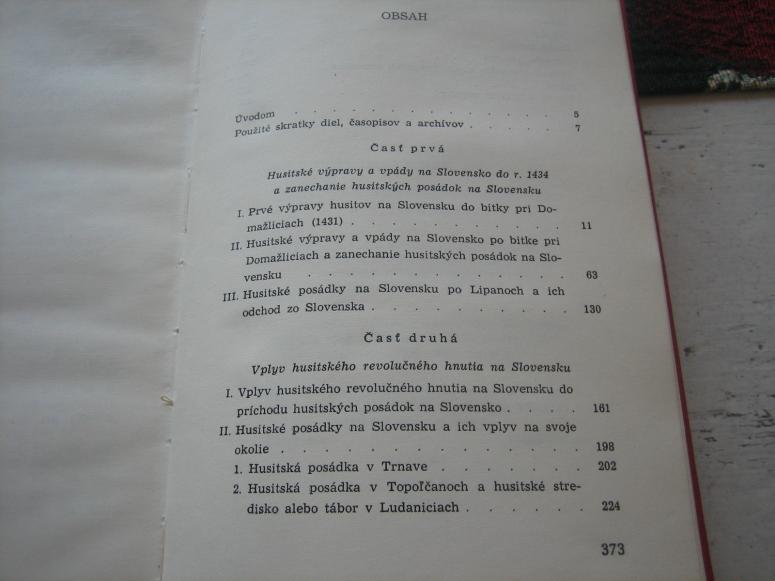 OBSAH
Úvodom . . . . . . . . . . . . . 5
Použité skratky diel, časopisov a archívov . . . . . 7
Časť prvá
Husitské výpravy a vpády na Slovensko do r. 1434
a zanechanie husitských posádok na Slovensku
I. Prvé výpravy husitov na Slovensku do bitky pri Do-
mažliciach (1431) . . . . . . . . . . 11
II. Husitské výpravy a vpády na Slovensko po bitke pri
Domažliciach a zanechanie husitských posádok na Slo-
vensku . . . . . . . . . . . . 63
III. Husitské posádky na Slovensku po Lipanoch a ich
odchod zo Slovenska . . . . . . . . . 130
Časť druhá
Vplyv husitského revolučného hnutia na Slovensku
I. Vplyv husitského revolučného hnutia na Slovensku do
príchodu husitských posádok na Slovensko . . . . 161
II. Husitské posádky na Slovensku a ich vplyv na svoje
okolie . . . . . . . . . . . . . 198
1. Husitská posádka v Trnave . . . . . . . 202
2. Husitská posádka v Topoľčanoch a husitské stre-
disko alebo tábor v Ludaniciach . . . . . . 224
373